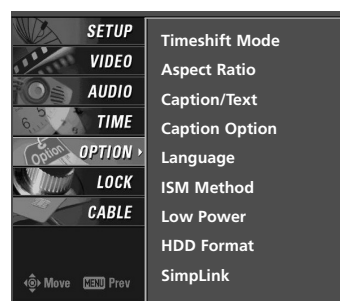 SETUP
VIDEO
AUDIO
TIME
OPTION
LOCK
CABLE
Move MENU Prev
Timeshift Mode
Aspect Ratio
Caption/Text
Caption Option
Language
ISM Method
Low Power
HDD Format
SimpLink
Option